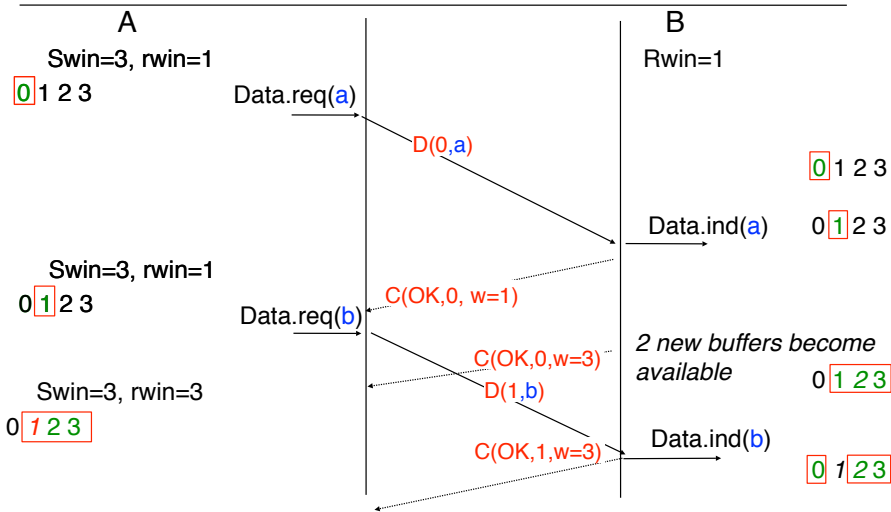 A
B
Swin=3, rwin=1
Rwin=1
0 1 2 3
Data.req(a)
D(0,a)
0 1 2 3
Data.ind(a)
0 1 2 3
Swin=3, rwin=1
0 1 2 3
C(OK,0, w=1)
Data.req(b)
2 new buffers become
available
C(OK,0,w=3)
0 1 2 3
Swin=3, rwin=3
D(1,b)
0 1 2 3
C(OK,1,w=3)
Data.ind(b)
0 1 2 3